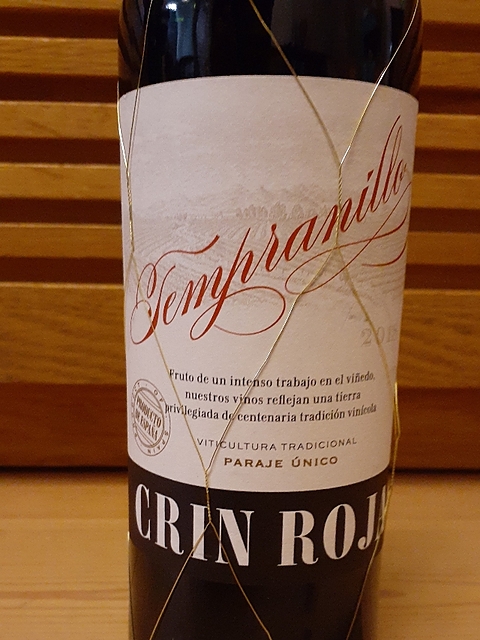 Tempranillo
Fruto de un intenso trabajo en el viñedo,
nuestros vinos reflejan una tierra
privilegiada de centenaria tradición vinícola
PRODUCTO
DE ESPAÑA
VITICULTURA TRADICIONAL
PARAJE ÚNICO
CRIN ROJA